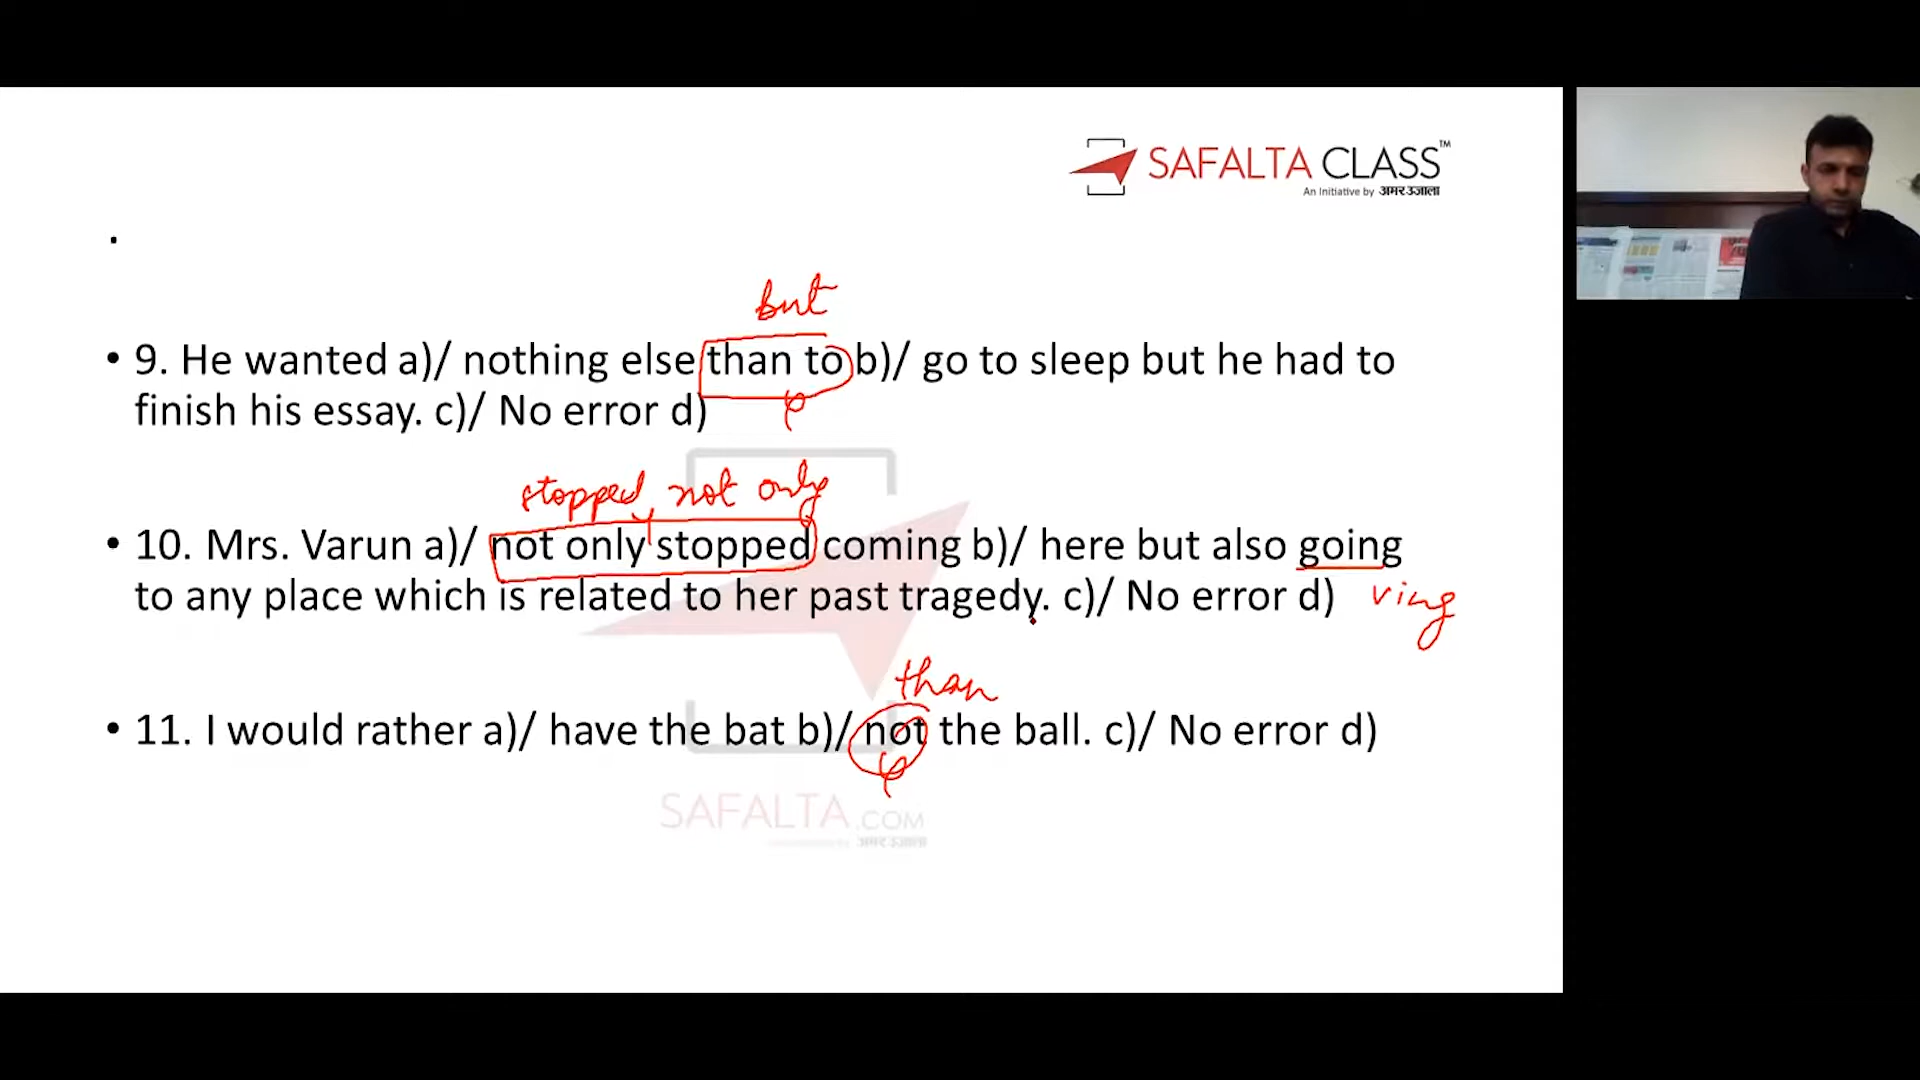 SAFALTA CLASS™
An Initiative by अमर उजाला
.
but
• 9. He wanted a)/ nothing else than to b)/ go to sleep but he had to
finish his essay. c)/ No error d)
stopped not only
• 10. Mrs. Varun a)/ not only stopped coming b)/ here but also going
to any place which is related to her past tragedy. c)/ No error d)
ving
than
• 11. I would rather a)/ have the bat b)/ not the ball. c)/ No error d)
SAFALTA.COM
अमर उजाला